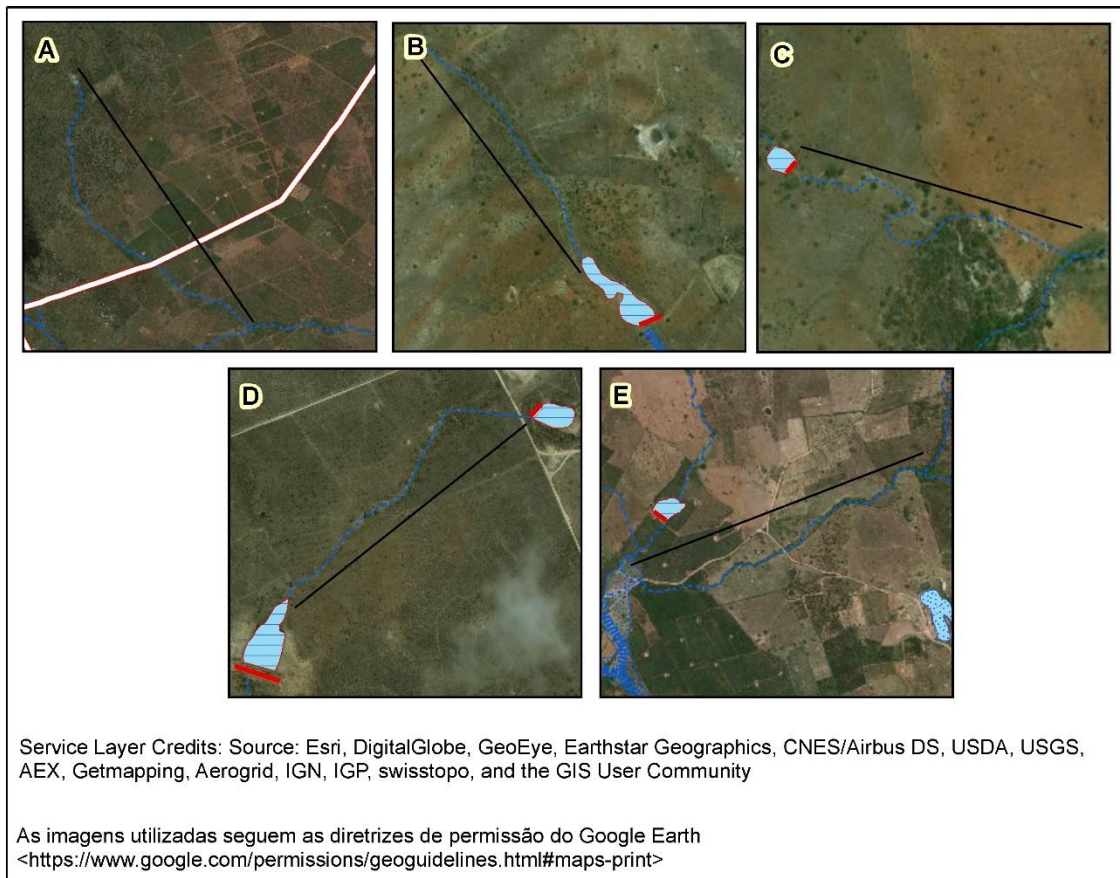 A
B
C
D
E
Service Layer Credits: Source: Esri, DigitalGlobe, GeoEye, Earthstar Geographics, CNES/Airbus DS, USDA, USGS,
AEX, Getmapping, Aerogrid, IGN, IGP, swisstopo, and the GIS User Community
As imagens utilizadas seguem as diretrizes de permissão do Google Earth
<https://www.google.com/permissions/geoguidelines.html#maps-print>